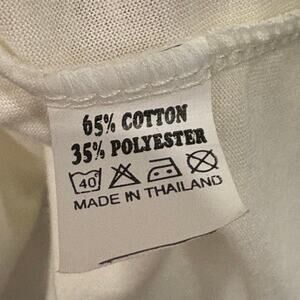 65% COTTON
35% POLYESTER
40
MADE IN THAILAND